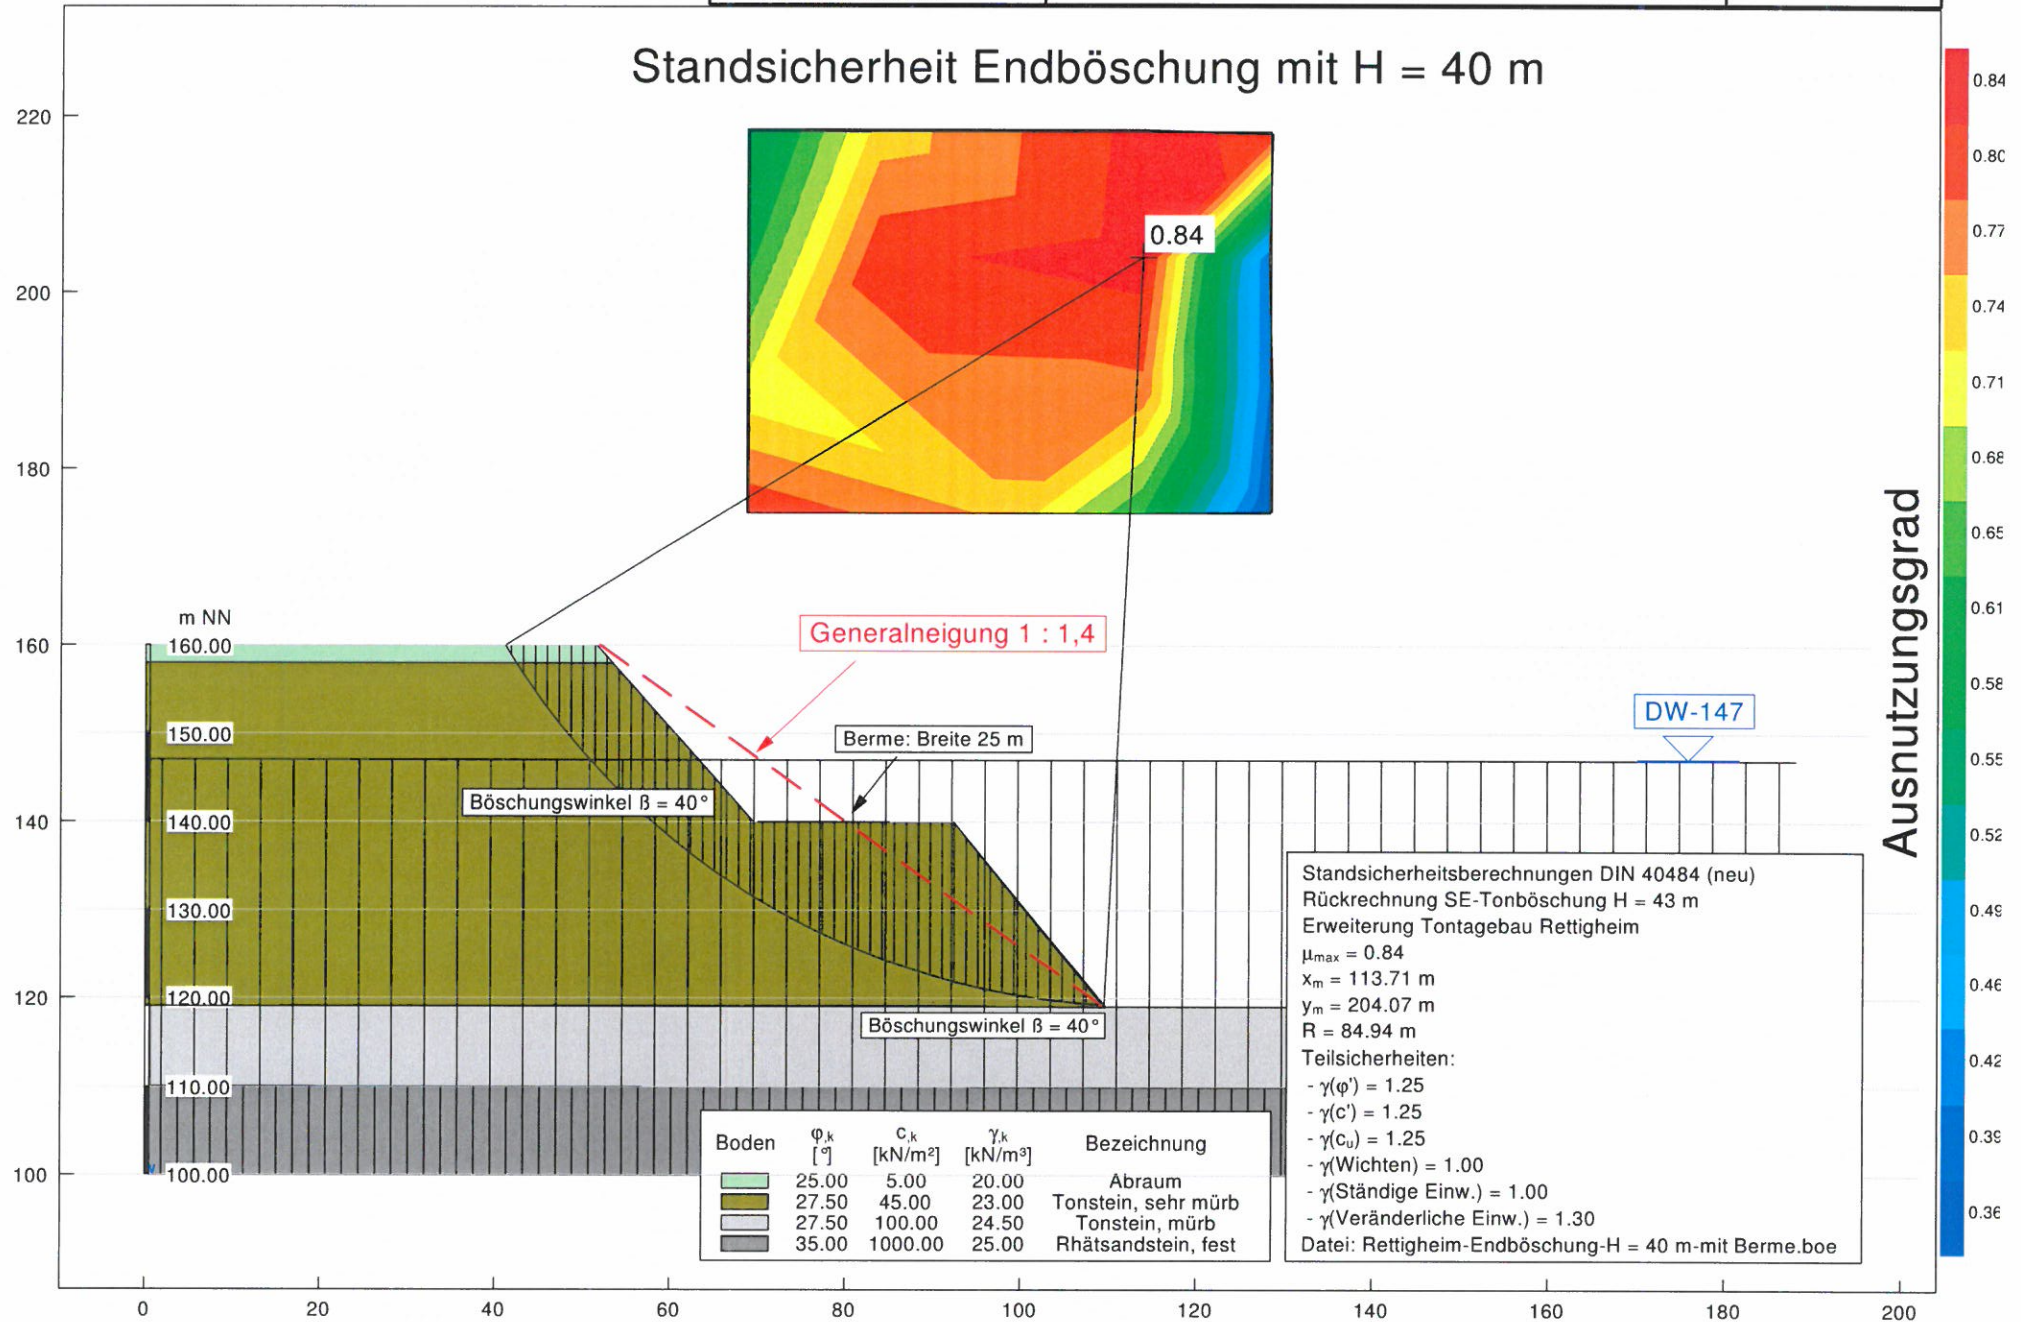 Standsicherheit Endböschung mit H = 40 m
220
200
180
160
140
120
100
0.84
m NN
160.00
150.00
140.00
130.00
120.00
110.00
100.00
Generalneigung 1 : 1,4
Berme: Breite 25 m
DW-147
Böschungswinkel ß = 40°
Böschungswinkel ß = 40°
Boden φ,k [°] c,k [kN/m²] γ,k [kN/m³] Bezeichnung
25.00 5.00 20.00 Abraum
27.50 45.00 23.00 Tonstein, sehr mürb
27.50 100.00 24.50 Tonstein, mürb
35.00 1000.00 25.00 Rhätsandstein, fest
Standsicherheitsberechnungen DIN 40484 (neu)
Rückrechnung SE-Tonböschung H = 43 m
Erweiterung Tontagebau Rettigheim
μmax = 0.84
xm = 113.71 m
ym = 204.07 m
R = 84.94 m
Teilsicherheiten:
- γ(φ') = 1.25
- γ(c') = 1.25
- γ(cu) = 1.25
- γ(Wichten) = 1.00
- γ(Ständige Einw.) = 1.00
- γ(Veränderliche Einw.) = 1.30
Datei: Rettigheim-Endböschung-H = 40 m-mit Berme.boe
0 20 40 60 80 100 120 140 160 180 200
Ausnutzungsgrad
0.84
0.80
0.77
0.74
0.71
0.68
0.65
0.61
0.58
0.55
0.52
0.49
0.46
0.42
0.39
0.36